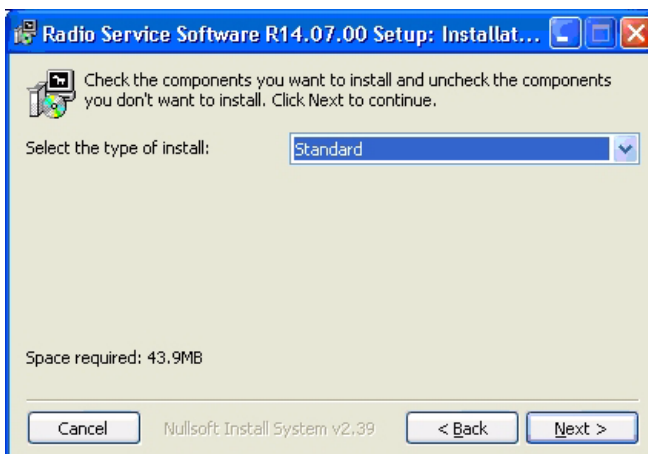 Radio Service Software R14.07.00 Setup: Installat...
Check the components you want to install and uncheck the components
you don't want to install. Click Next to continue.
Select the type of install:
Standard
Space required: 43.9MB
Cancel
Nullsoft Install System v2.39
< Back
Next >